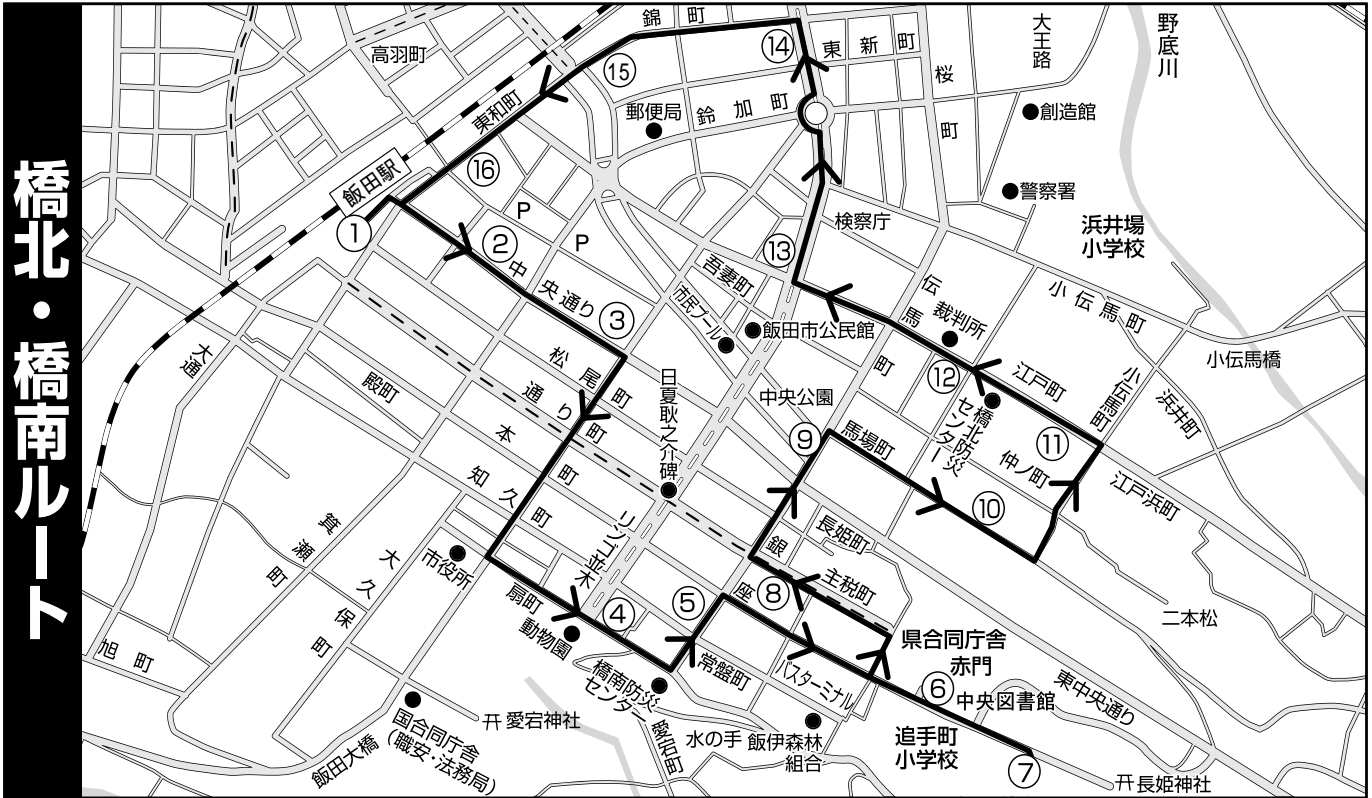 橋北・橋南ルート
錦町
高羽町
⑭
東新町
大王路
野底川
⑮
桜町
郵便局
鈴加町
東和町
創造館
飯田駅
⑯
警察署
①
P
P
②
検察庁
浜井場
小学校
⑬
中央通り
③
吾妻町
市民プール
飯田市公民館
伝馬町
裁判所
小伝馬町
小伝馬橋
大通
殿町
松尾町
通り町
本町
知久町
日夏耿之介碑
中央公園
⑫
江戸町
小伝馬町
浜井町
橋北防災
センター
⑨
馬場町
⑪
仲ノ町
⑩
江戸浜町
箕瀬町
大久保町
市役所
リンゴ並木
長姫町
銀座
主税町
⑧
扇町
④
⑤
動物園
二本松
旭町
県合同庁舎
赤門
橋南防災
センター
常盤町
バスターミナル
⑥
中央図書館
東中央通り
国合同庁舎
(職安・法務局)
愛宕神社
飯田大橋
愛宕町
水の手
飯伊森林
組合
追手町
小学校
⑦
長姫神社